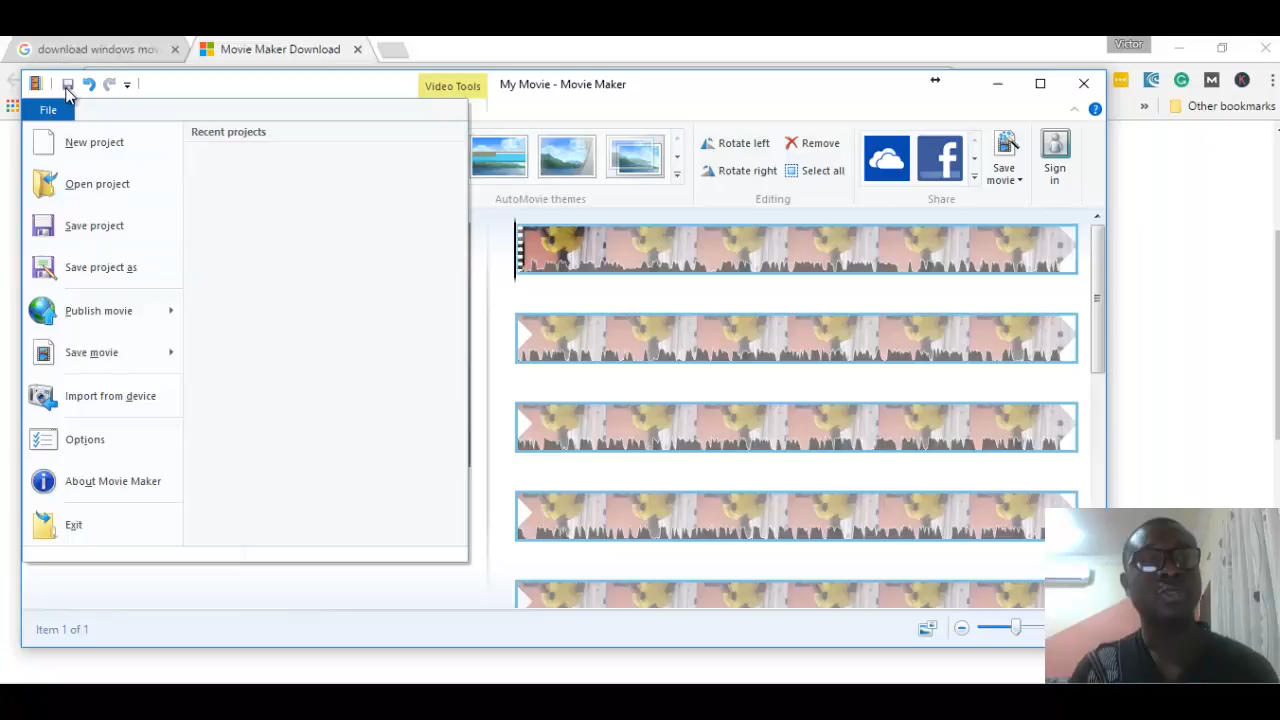 download windows mov
Movie Maker Download
Victor
Other bookmarks
Video Tools
My Movie - Movie Maker
File
New project
Open project
Save project
Save project as
Publish movie
Save movie
Import from device
Options
About Movie Maker
Exit
Recent projects
AutoMovie themes
Rotate left
Remove
Rotate right
Select all
Editing
Share
Save
movie
Sign
in
Item 1 of 1